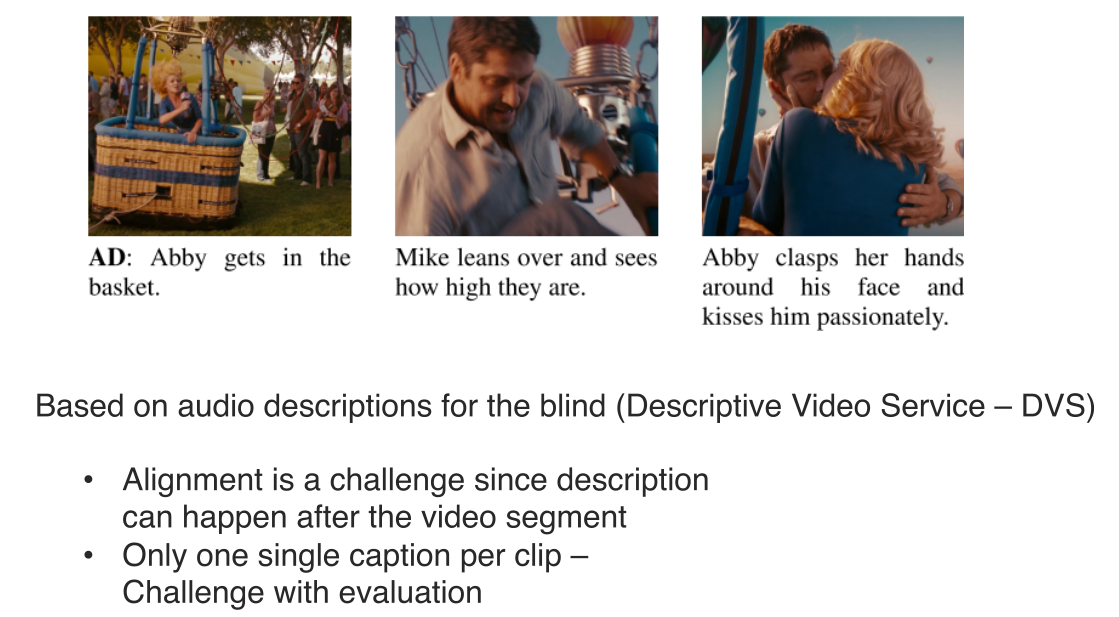 AD: Abby gets in the
basket.
Mike leans over and sees
how high they are.
Abby clasps her hands
around his face and
kisses him passionately.
Based on audio descriptions for the blind (Descriptive Video Service – DVS)
• Alignment is a challenge since description
can happen after the video segment
• Only one single caption per clip –
Challenge with evaluation